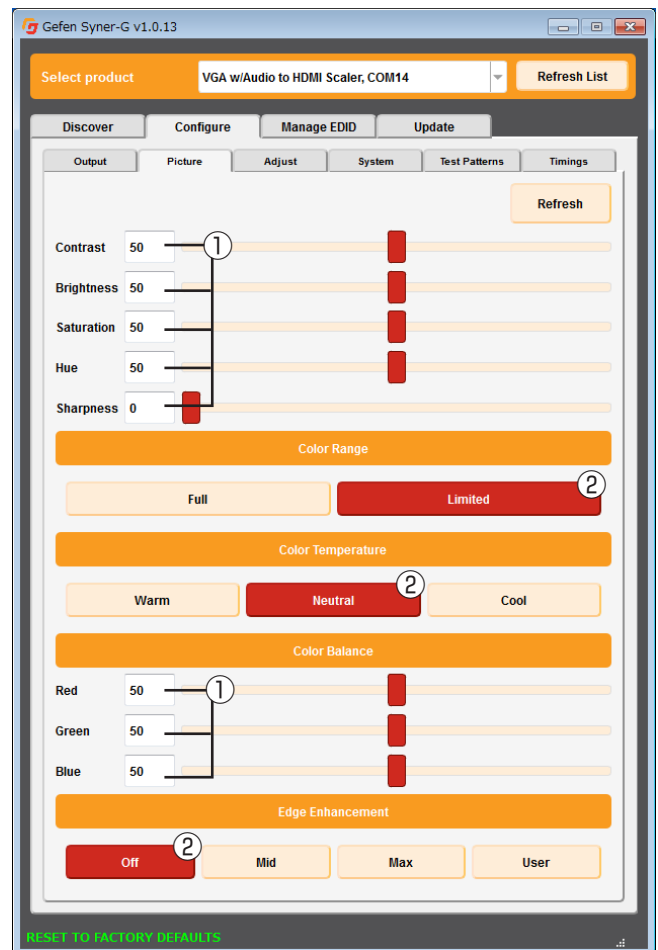 Gefen Syner-G v1.0.13
Select product VGA w/Audio to HDMI Scaler, COM14 Refresh List
Discover Configure Manage EDID Update
Output Picture Adjust System Test Patterns Timings
Refresh
Contrast 50 1
Brightness 50
Saturation 50
Hue 50
Sharpness 0
Color Range
Full Limited 2
Color Temperature
Warm Neutral 2 Cool
Color Balance
Red 50 1
Green 50
Blue 50
Edge Enhancement
Off 2 Mid Max User
RESET TO FACTORY DEFAULTS